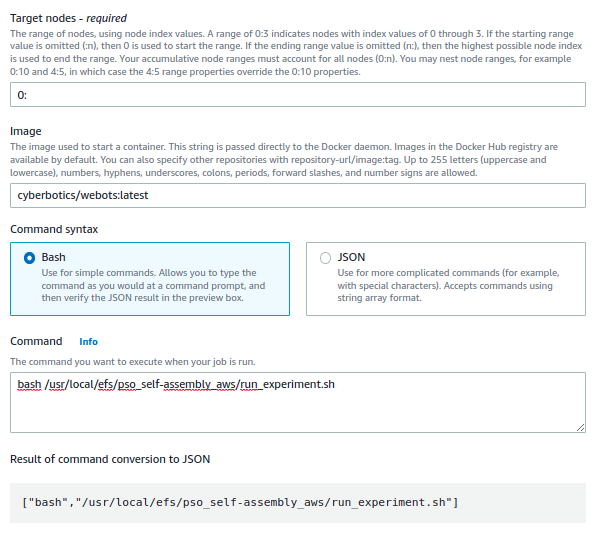 Target nodes - required
The range of nodes, using node index values. A range of 0:3 indicates nodes with index values of 0 through 3. If the starting range
value is omitted (:n), then 0 is used to start the range. If the ending range value is omitted (n:), then the highest possible node index
is used to end the range. Your accumulative node ranges must account for all nodes (0:n). You may nest node ranges, for example
0:10 and 4:5, in which case the 4:5 range properties override the 0:10 properties.
0:
Image
The image used to start a container. This string is passed directly to the Docker daemon. Images in the Docker Hub registry are
available by default. You can also specify other repositories with repository-url/image:tag. Up to 255 letters (uppercase and
lowercase), numbers, hyphens, underscores, colons, periods, forward slashes, and number signs are allowed.
cyberbotics/webots:latest
Command syntax
Bash
Use for simple commands. Allows you to type the
command as you would at a command prompt, and
then verify the JSON result in the preview box.
JSON
Use for more complicated commands (for example,
with special characters). Accepts commands using
string array format.
Command Info
The command you want to execute when your job is run.
bash /usr/local/efs/pso_self-assembly_aws/run_experiment.sh
Result of command conversion to JSON
["bash","/usr/local/efs/pso_self-assembly_aws/run_experiment.sh"]